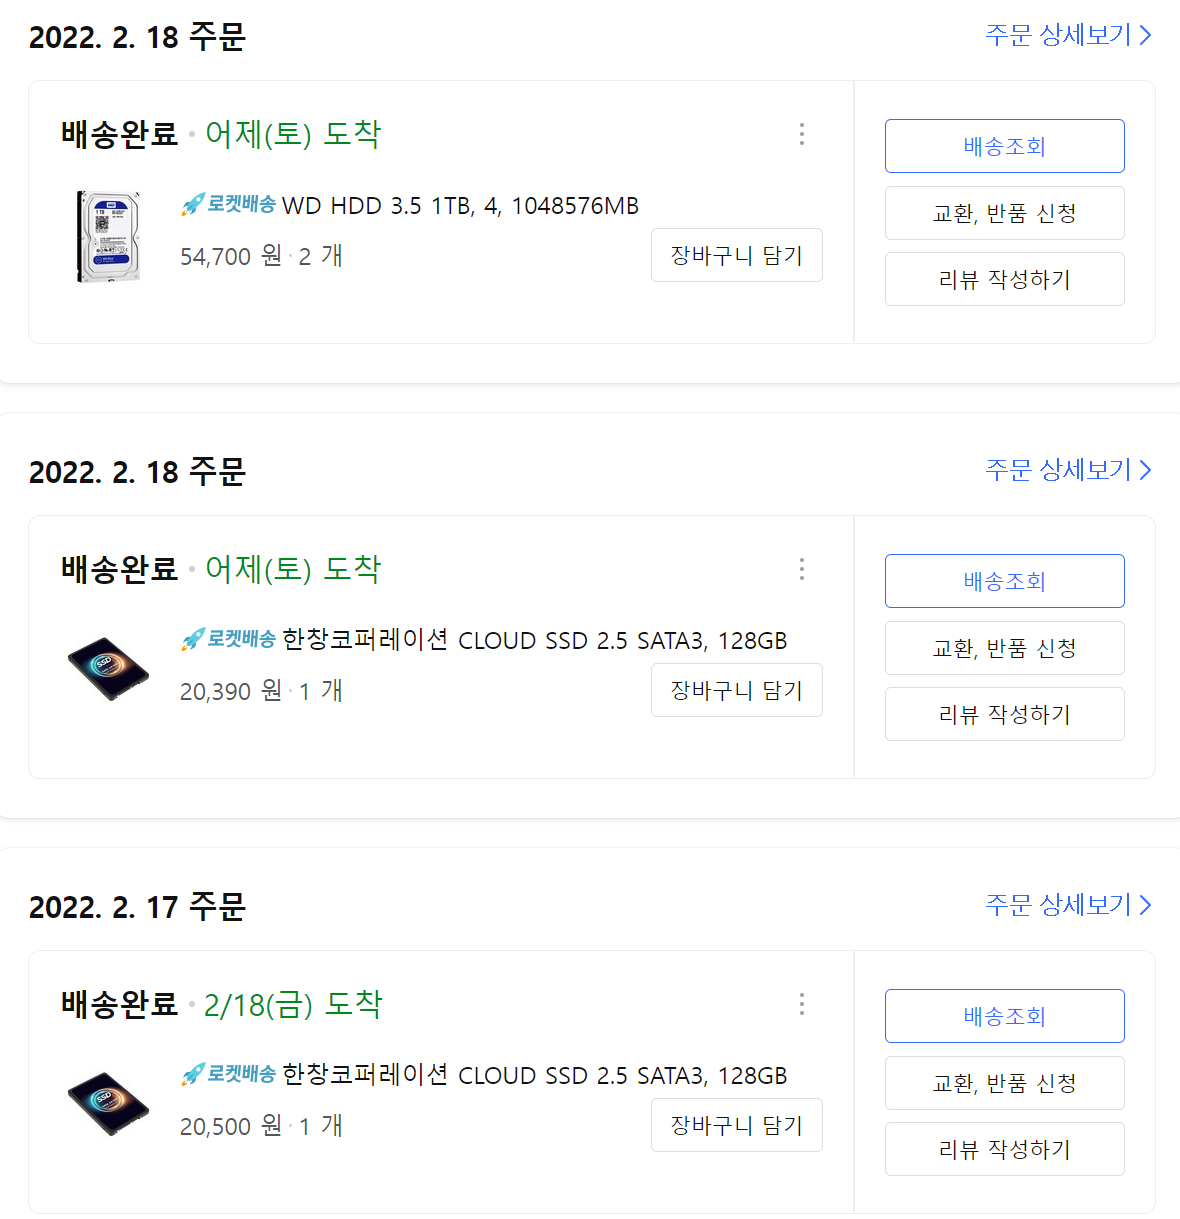 2022. 2. 18 주문
주문 상세보기
배송완료 · 어제(토) 도착
배송조회
로켓배송 WD HDD 3.5 1TB, 4, 1048576MB
교환, 반품 신청
54,700 원 · 2 개
장바구니 담기
리뷰 작성하기
2022. 2. 18 주문
주문 상세보기
배송완료 · 어제(토) 도착
배송조회
로켓배송 한창코퍼레이션 CLOUD SSD 2.5 SATA3, 128GB
교환, 반품 신청
20,390 원 · 1 개
장바구니 담기
리뷰 작성하기
2022. 2. 17 주문
주문 상세보기
배송완료 · 2/18(금) 도착
배송조회
로켓배송 한창코퍼레이션 CLOUD SSD 2.5 SATA3, 128GB
교환, 반품 신청
20,500 원 · 1 개
장바구니 담기
리뷰 작성하기
WD
1 TB
SSD
SSD